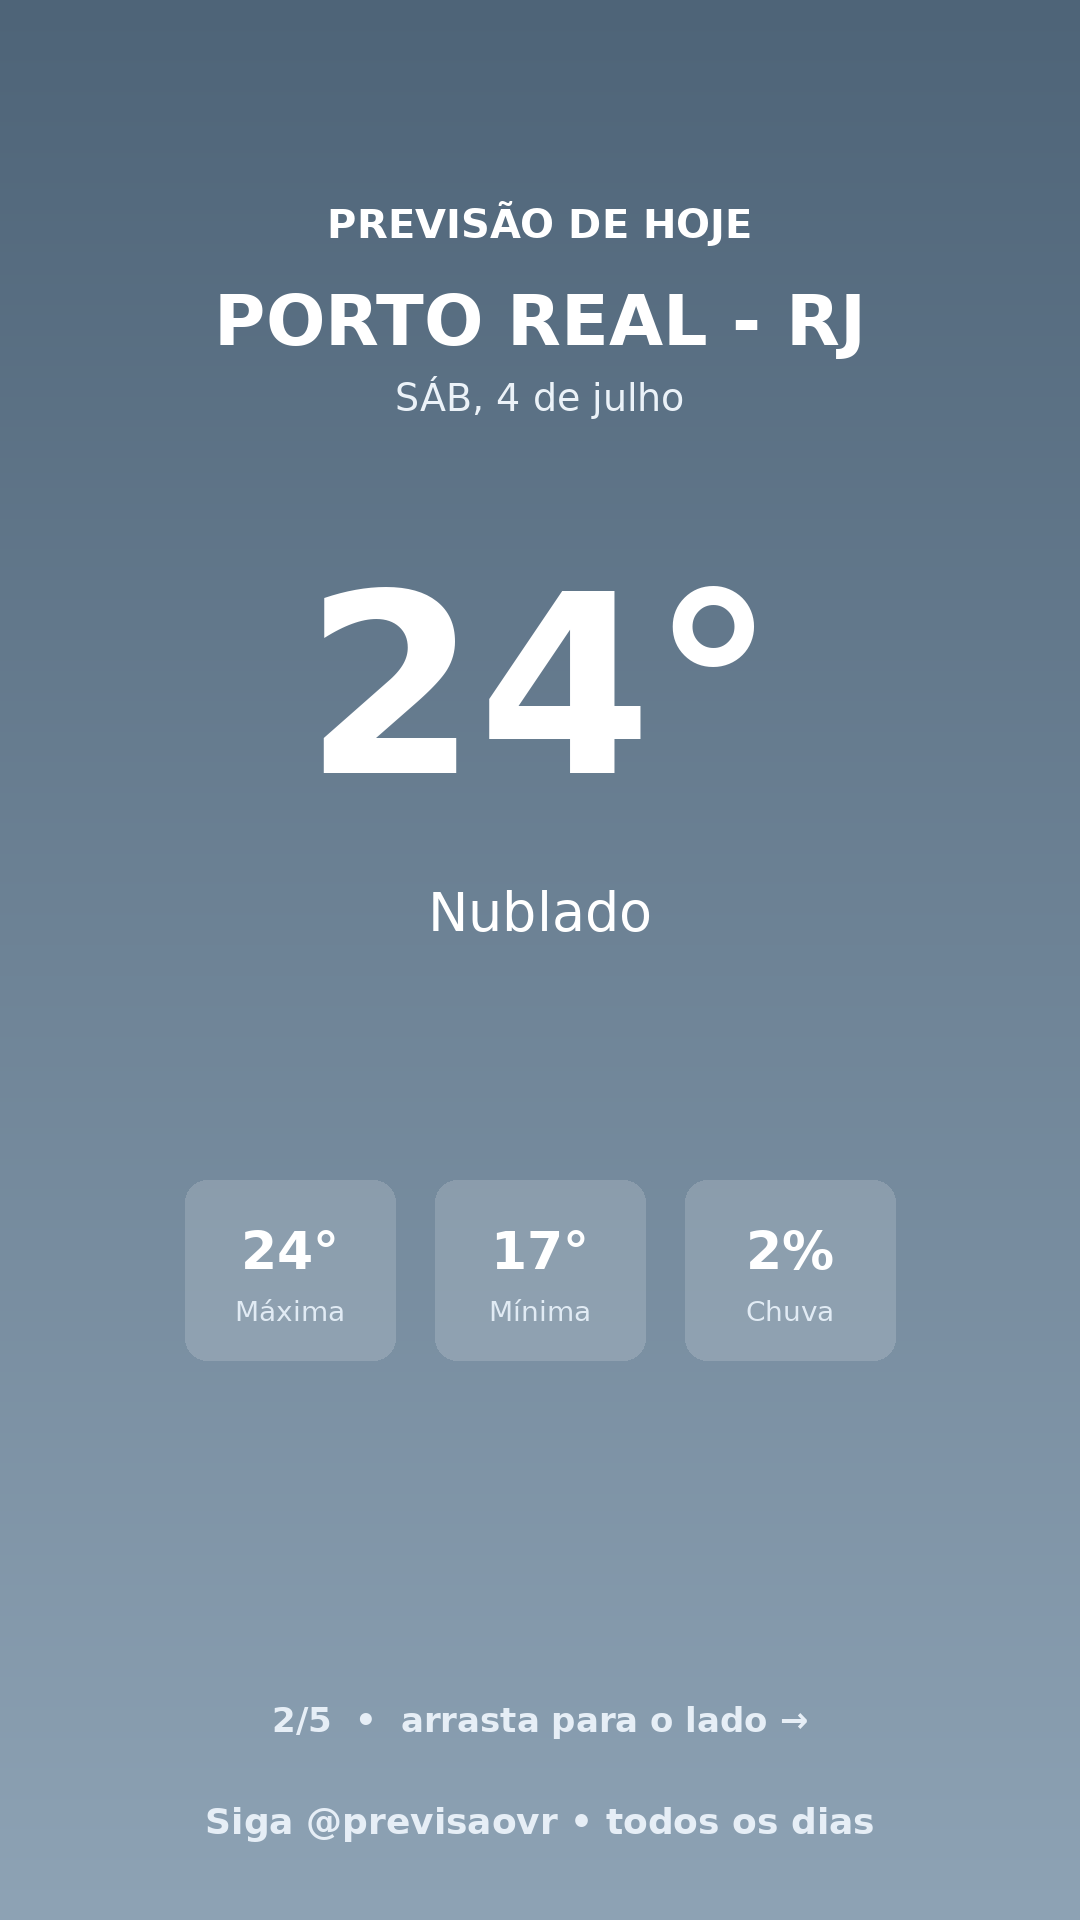 PREVISÃO DE HOJE
PORTO REAL - RJ
SÁB, 4 de julho
24°
Nublado
24° 17° 2%
Máxima Mínima Chuva
2/5 • arrasta para o lado →
Siga @previsaovr • todos os dias